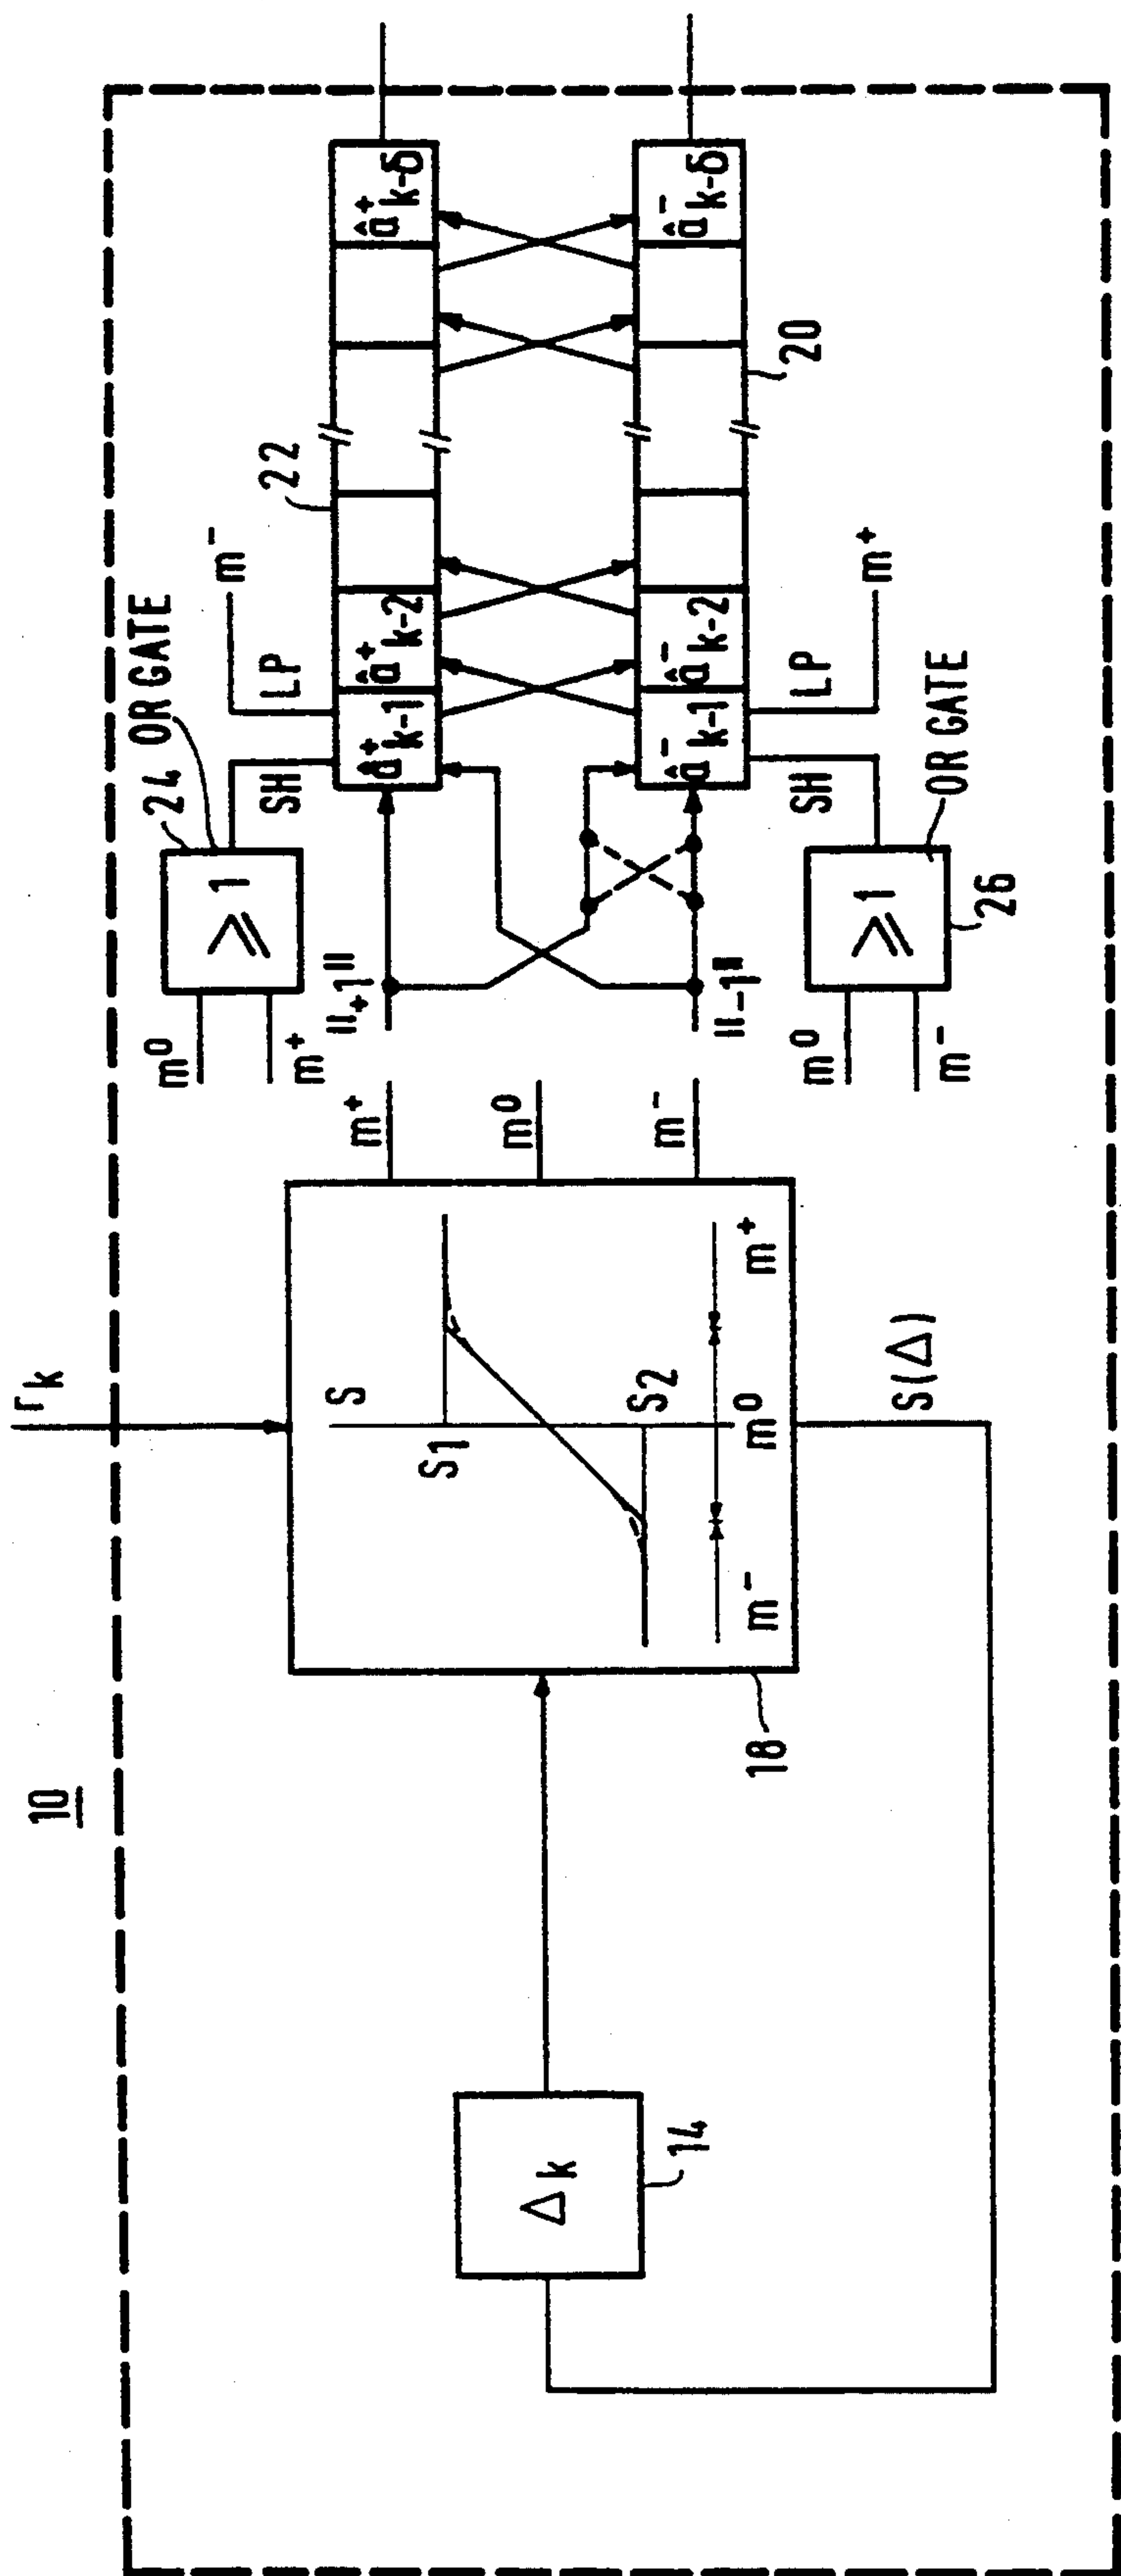 10
Γk
Δk
14
18
S
S1
S2
m⁻
m⁰
m⁺
S(Δ)
m⁺
m⁰
m⁻
m⁰
m⁺
≥1
24 OR GATE
SH
LP
m⁻
22
"+1"
"-1"
â⁺k-1
â⁺k-2
â⁺k-δ
â⁻k-1
â⁻k-2
â⁻k-δ
20
m⁰
m⁻
≥1
26
OR GATE
SH
LP
m⁺